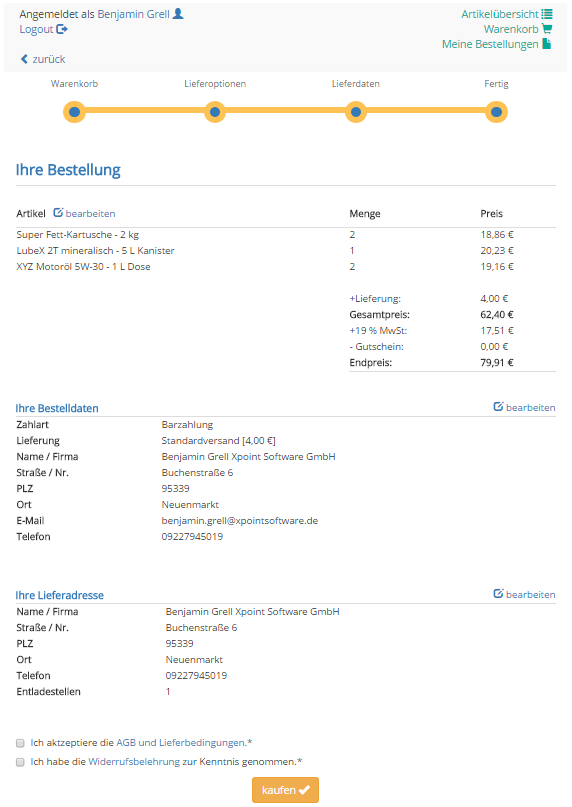 Angemeldet als Benjamin Grell
Logout
Artikelübersicht
Warenkorb
Meine Bestellungen
zurück
Warenkorb Lieferoptionen Lieferdaten Fertig
Ihre Bestellung
Artikel bearbeiten Menge Preis
Super Fett-Kartusche - 2 kg 2 18,86 €
LubeX 2T mineralisch - 5 L Kanister 1 20,23 €
XYZ Motoröl 5W-30 - 1 L Dose 2 19,16 €
+Lieferung: 4,00 €
Gesamtpreis: 62,40 €
+19 % MwSt: 17,51 €
- Gutschein: 0,00 €
Endpreis: 79,91 €
Ihre Bestelldaten bearbeiten
Zahlart Barzahlung
Lieferung Standardversand [4,00 €]
Name / Firma Benjamin Grell Xpoint Software GmbH
Straße / Nr. Buchenstraße 6
PLZ 95339
Ort Neuenmarkt
E-Mail benjamin.grell@xpointsoftware.de
Telefon 09227945019
Ihre Lieferadresse bearbeiten
Name / Firma Benjamin Grell Xpoint Software GmbH
Straße / Nr. Buchenstraße 6
PLZ 95339
Ort Neuenmarkt
Telefon 09227945019
Entladestellen 1
Ich aktzeptiere die AGB und Lieferbedingungen.*
Ich habe die Widerrufsbelehrung zur Kenntnis genommen.*
kaufen